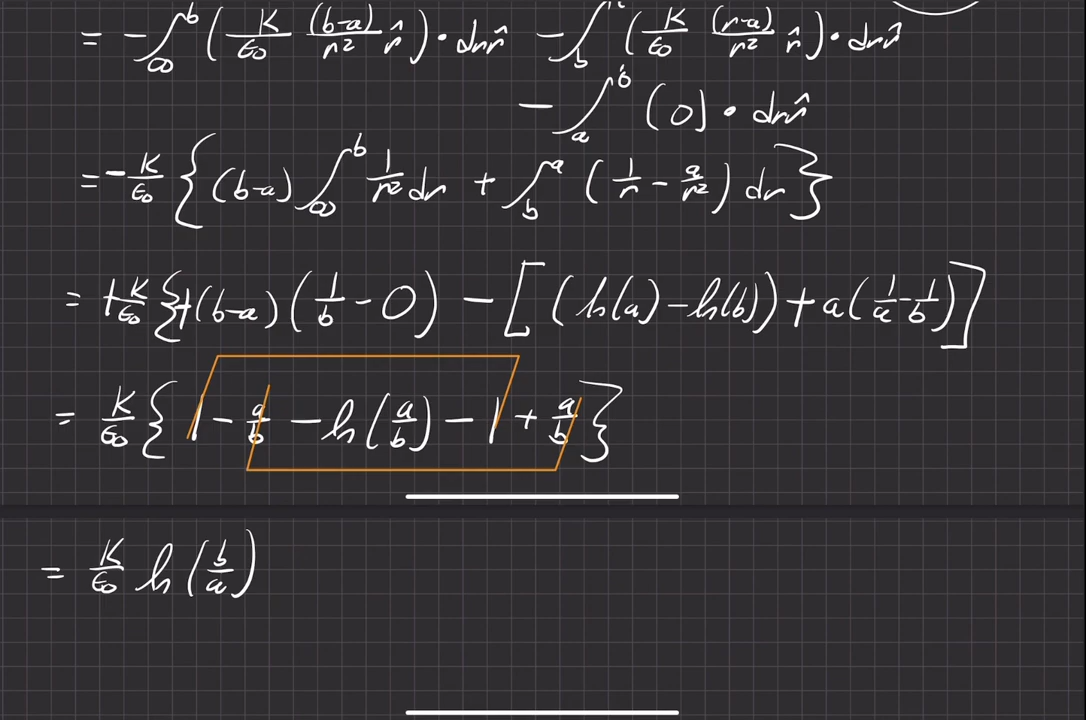 = -∫_∞^b (K/ε₀ (b-a)/r² r̂) • dr r̂ -∫_b (K/ε₀ (r-a)/r² r̂) • dr r̂
-∫_a^0 (0) • dr r̂
= -K/ε₀ { (b-a) ∫_∞^b 1/r² dr + ∫_b^a (1/r - a/r²) dr }
= +K/ε₀ { +(b-a) (1/b - 0) - [ (ln(a) - ln(b)) + a(1/a - 1/b) ]
= K/ε₀ { 1 - a/b - ln(a/b) - 1 + a/b }
= K/ε₀ ln(b/a)